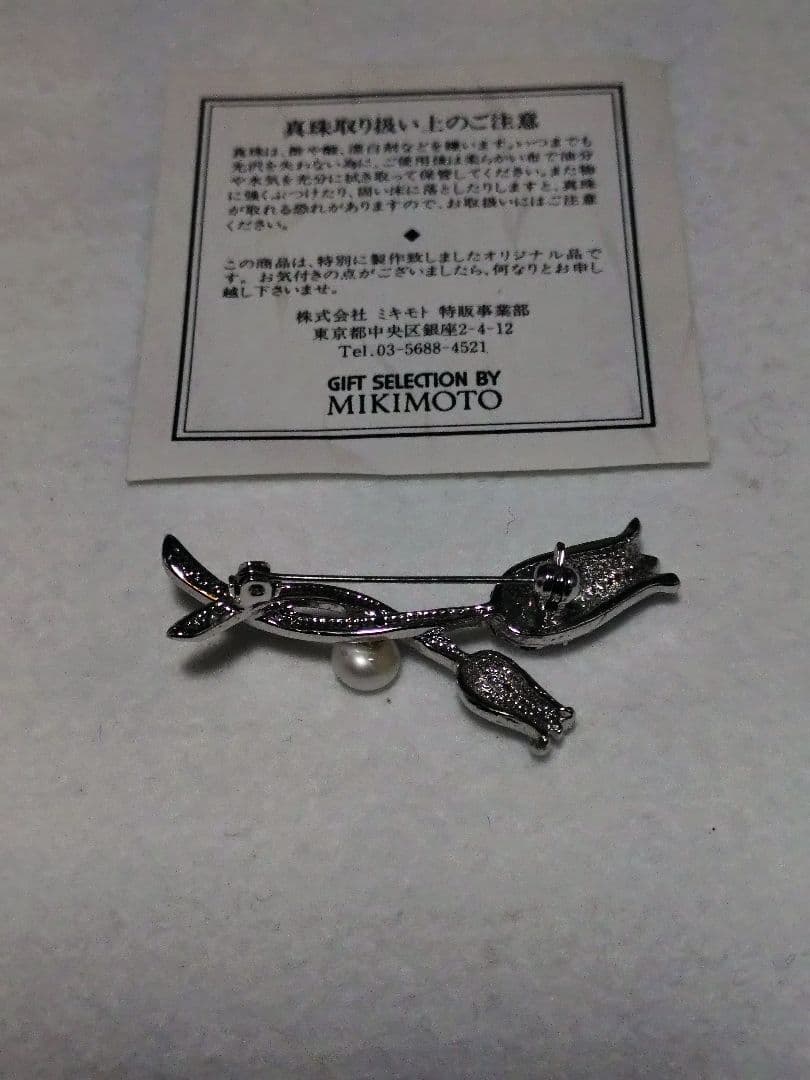 真珠取り扱い上のご注意
真珠は、酢や酸、漂白剤などを嫌います。いつまでも
光沢を失わない為に、ご使用後は柔らかい布で油分
や水気を充分に拭き取って保管してください。また物
に強くぶつけたり、固い床に落としたりしますと、真珠
が取れる恐れがありますので、お取扱いにはご注意
ください。
◆
この商品は、特別に製作致しましたオリジナル品で
す。お気付きの点がございましたら、何なりとお申し
越し下さいませ。
株式会社 ミキモト 特販事業部
東京都中央区銀座2-4-12
Tel.03-5688-4521
GIFT SELECTION BY
MIKIMOTO